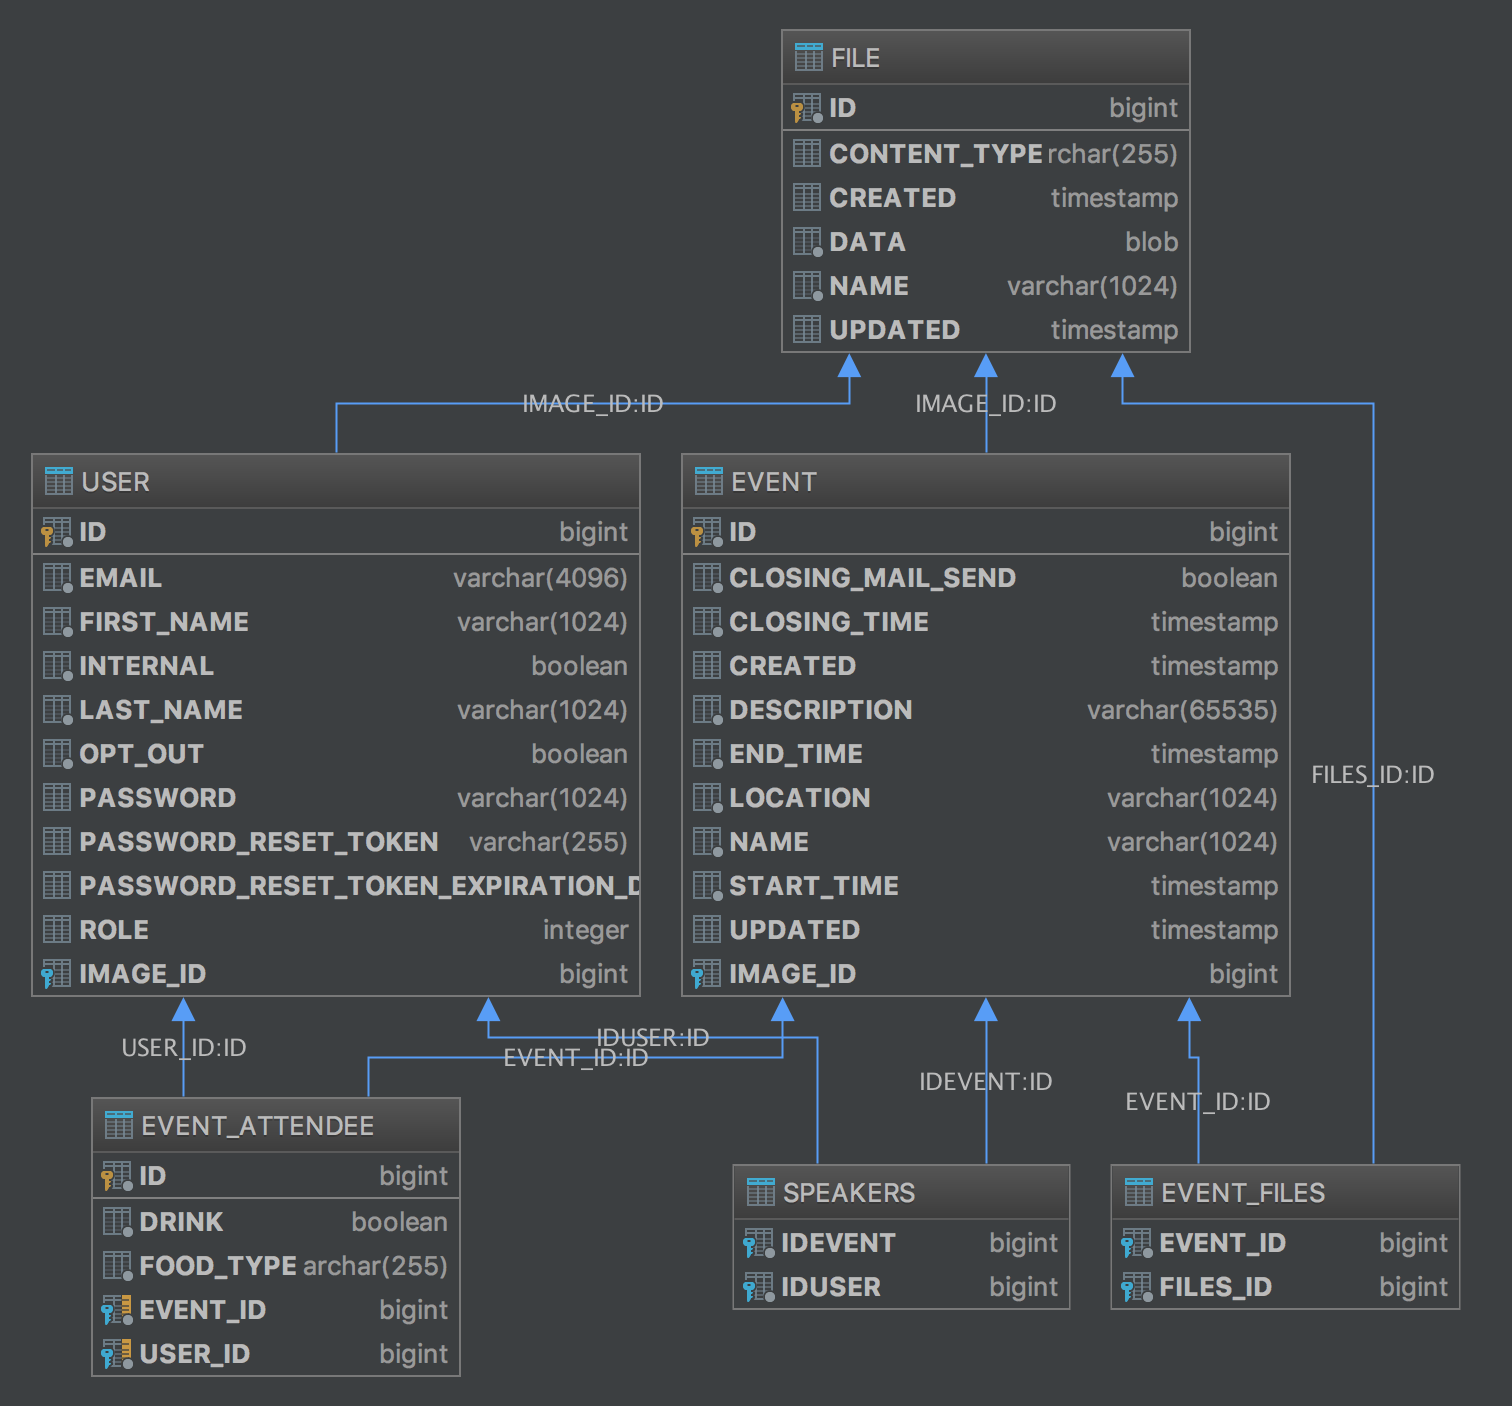 FILE
ID bigint
CONTENT_TYPE rchar(255)
CREATED timestamp
DATA blob
NAME varchar(1024)
UPDATED timestamp
IMAGE_ID:ID
IMAGE_ID:ID
USER
ID bigint
EMAIL varchar(4096)
FIRST_NAME varchar(1024)
INTERNAL boolean
LAST_NAME varchar(1024)
OPT_OUT boolean
PASSWORD varchar(1024)
PASSWORD_RESET_TOKEN varchar(255)
PASSWORD_RESET_TOKEN_EXPIRATION_D
ROLE integer
IMAGE_ID bigint
EVENT
ID bigint
CLOSING_MAIL_SEND boolean
CLOSING_TIME timestamp
CREATED timestamp
DESCRIPTION varchar(65535)
END_TIME timestamp
LOCATION varchar(1024)
NAME varchar(1024)
START_TIME timestamp
UPDATED timestamp
IMAGE_ID bigint
FILES_ID:ID
USER_ID:ID
IDUSER:ID
EVENT_ID:ID
IDEVENT:ID
EVENT_ID:ID
EVENT_ATTENDEE
ID bigint
DRINK boolean
FOOD_TYPE archar(255)
EVENT_ID bigint
USER_ID bigint
SPEAKERS
IDEVENT bigint
IDUSER bigint
EVENT_FILES
EVENT_ID bigint
FILES_ID bigint